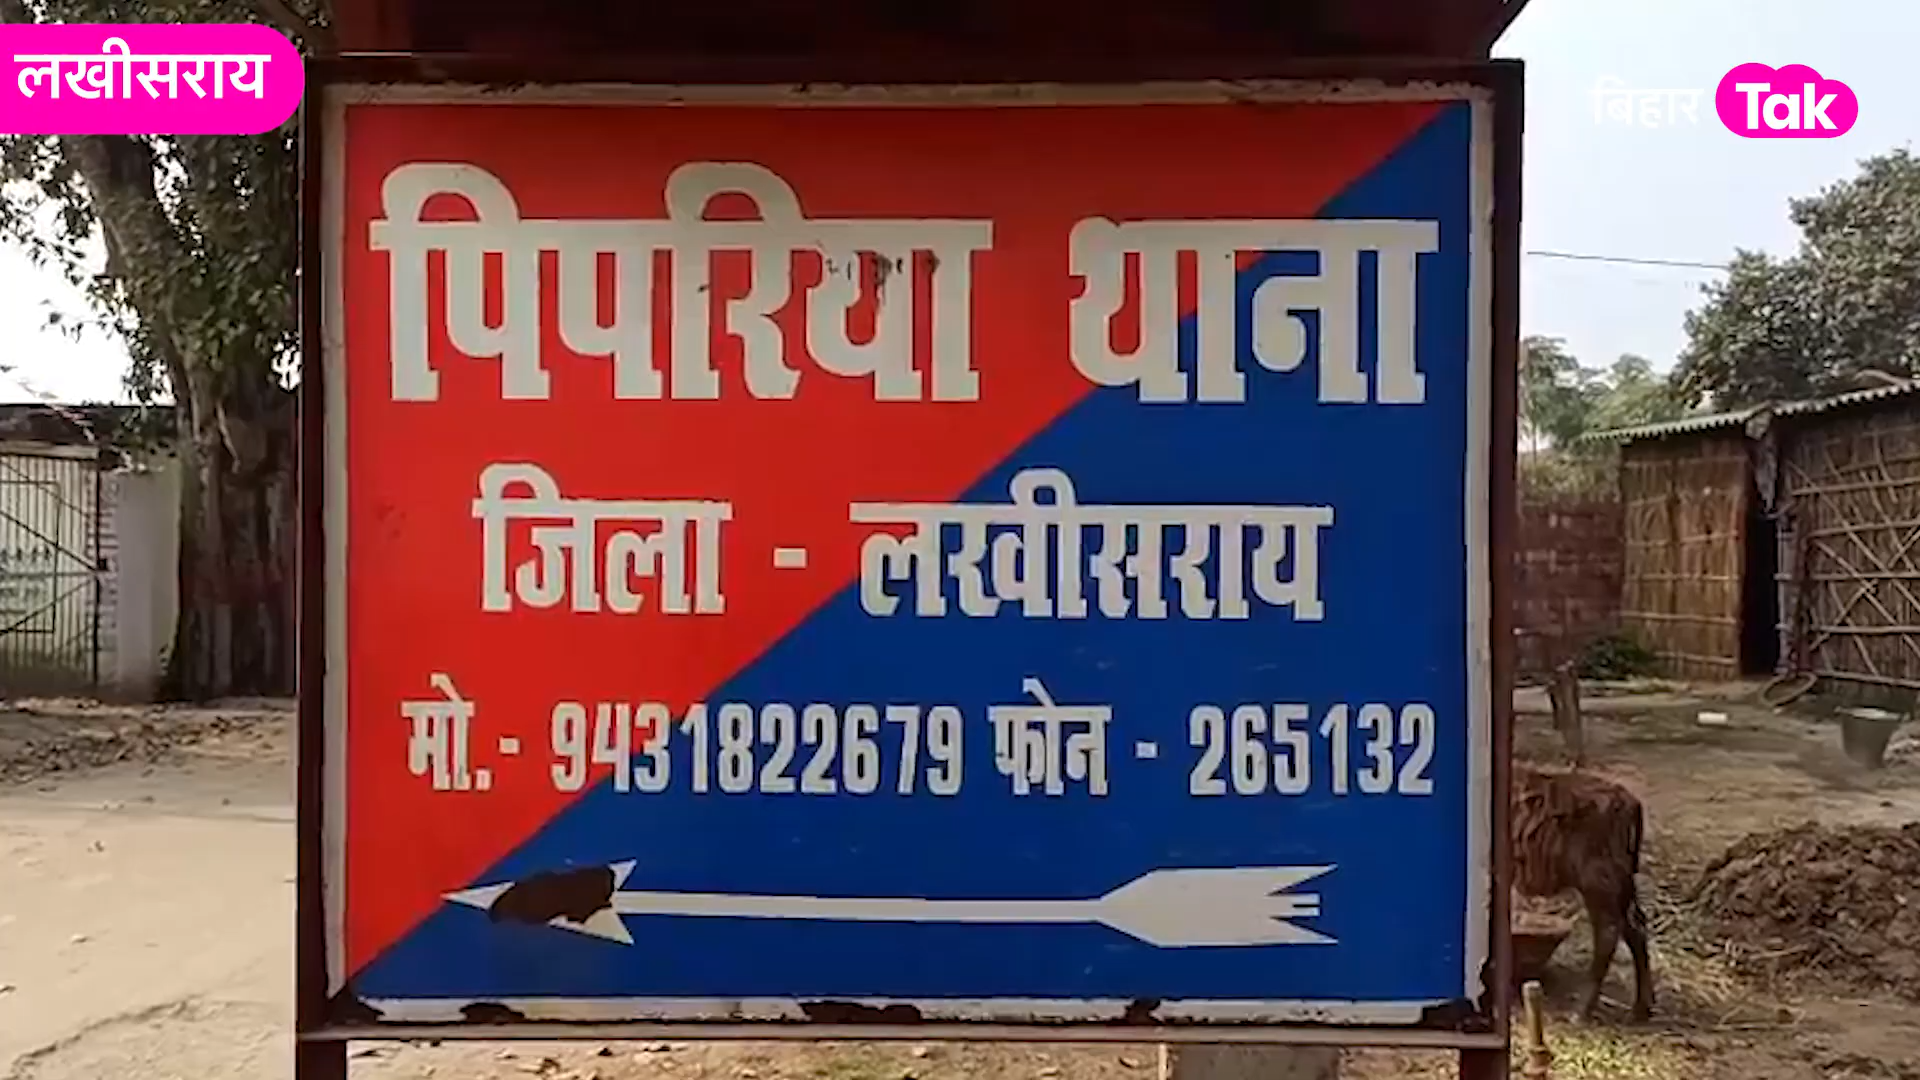 लखीसराय
बिहार Tak
पिपरिया थाना
जिला - लखीसराय
मो.- 9431822679 फोन - 265132